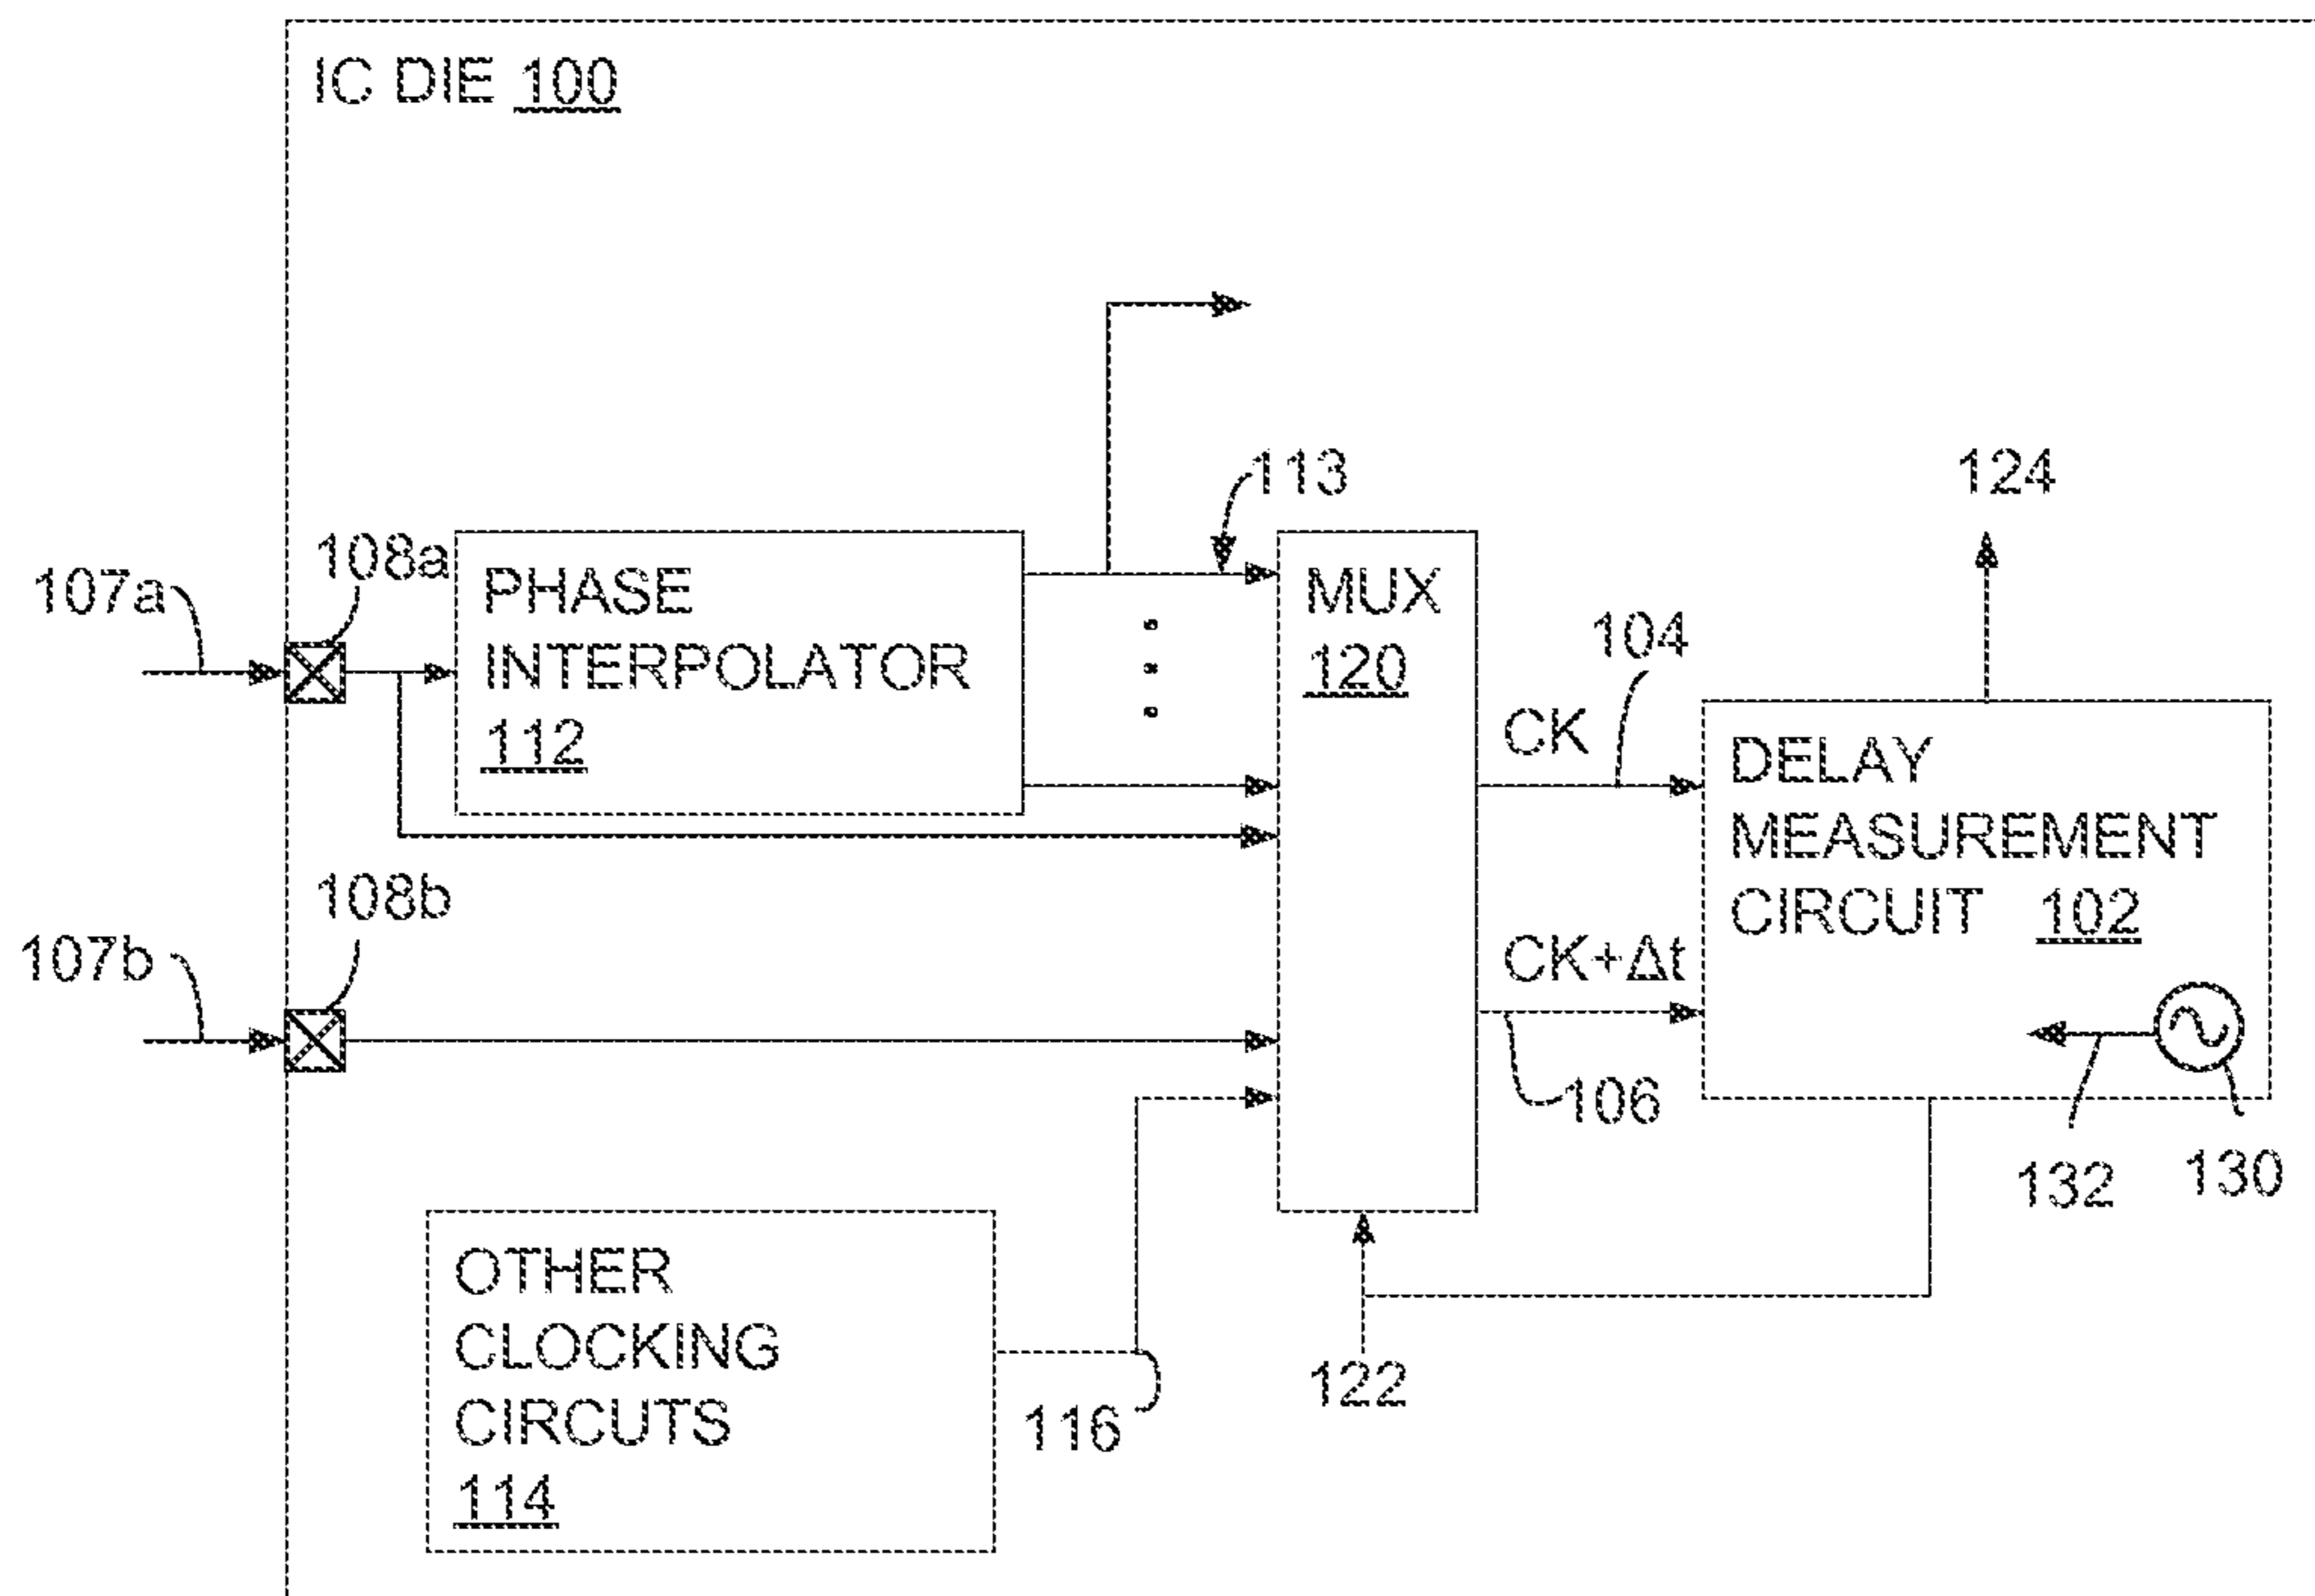 IC DIE 100
113
124
107a
108a
PHASE
INTERPOLATOR
112
MUX
120
104
CK
DELAY
MEASUREMENT
CIRCUIT 102
107b
108b
CK+Δt
106
132
130
OTHER
CLOCKING
CIRCUTS
114
116
122